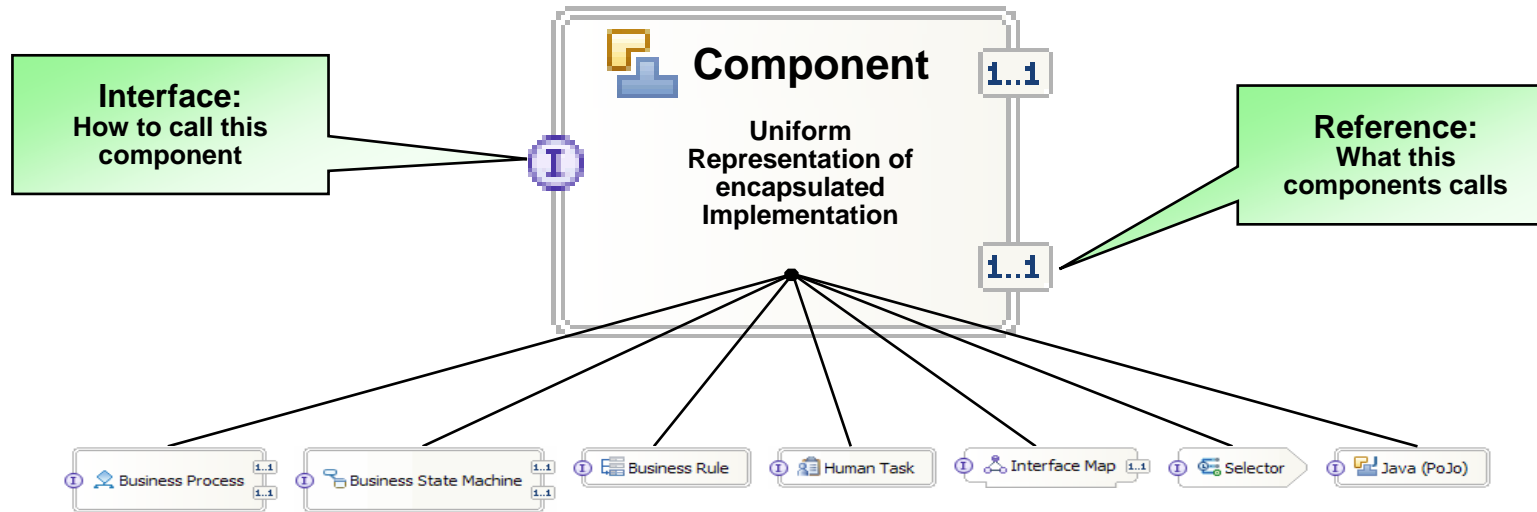 Component
1..1
Interface:
How to call this
component
I
Uniform
Representation of
encapsulated
Implementation
Reference:
What this
components calls
1..1
I Business Process 1..1 1..1
I Business State Machine 1..1 1..1
I Business Rule
I Human Task
I Interface Map 1..1
I Selector
I Java (PoJo)